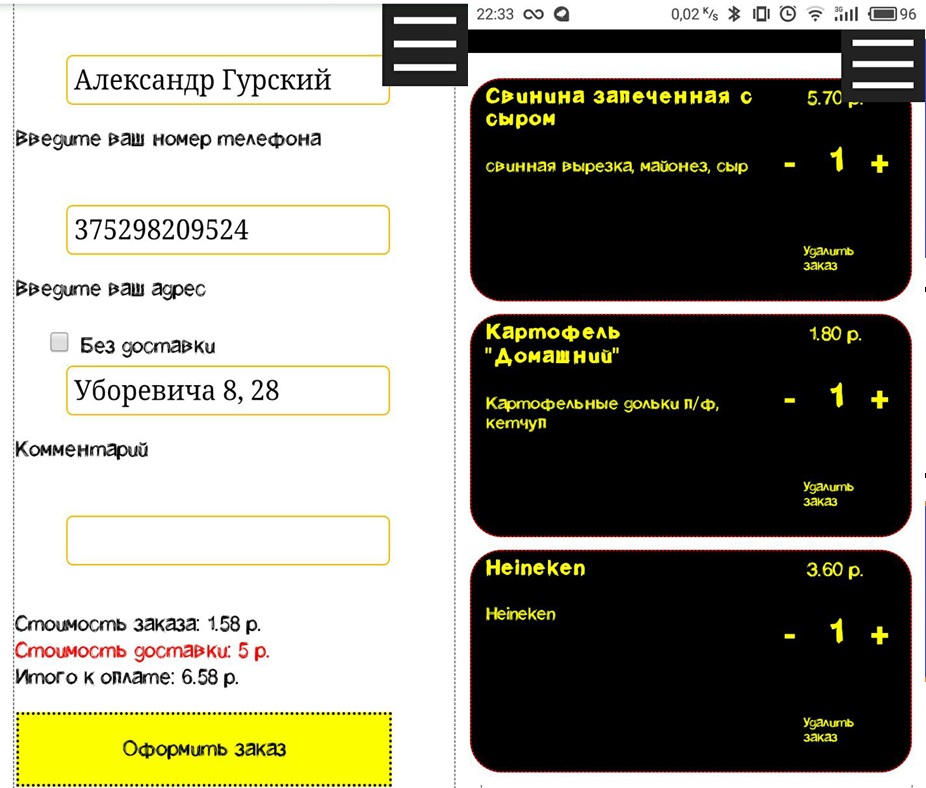 Александр Гурский
Введите ваш номер телефона
375298209524
Введите ваш адрес
Без доставки
Уборевича 8, 28
Комментарий
Стоимость заказа: 1.58 р.
Стоимость доставки: 5 р.
Итого к оплате: 6.58 р.
Оформить заказ
22:33 0,02 K/s 3G 96
Свинина запеченная с 5.70 р.
сыром
свинная вырезка, майонез, сыр - 1 +
Удалить
заказ
Картофель 1.80 р.
"Домашний"
Картофельные дольки п/ф, - 1 +
кетчуп
Удалить
заказ
Heineken 3.60 р.
Heineken
- 1 +
Удалить
заказ